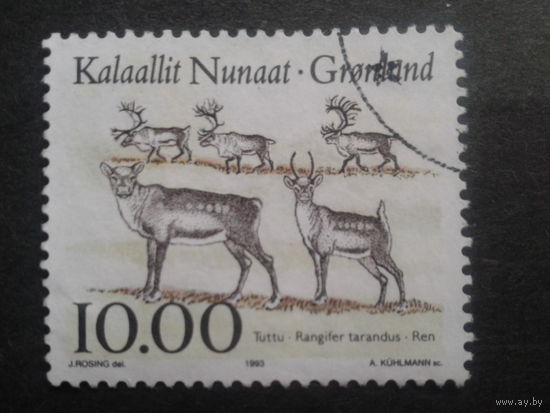 Kalaallit Nunaat · Grønland
10.00
Tuttu · Rangifer tarandus · Ren
J. ROSING del. 1993 A. KÜHLMANN sc.
www.ay.by